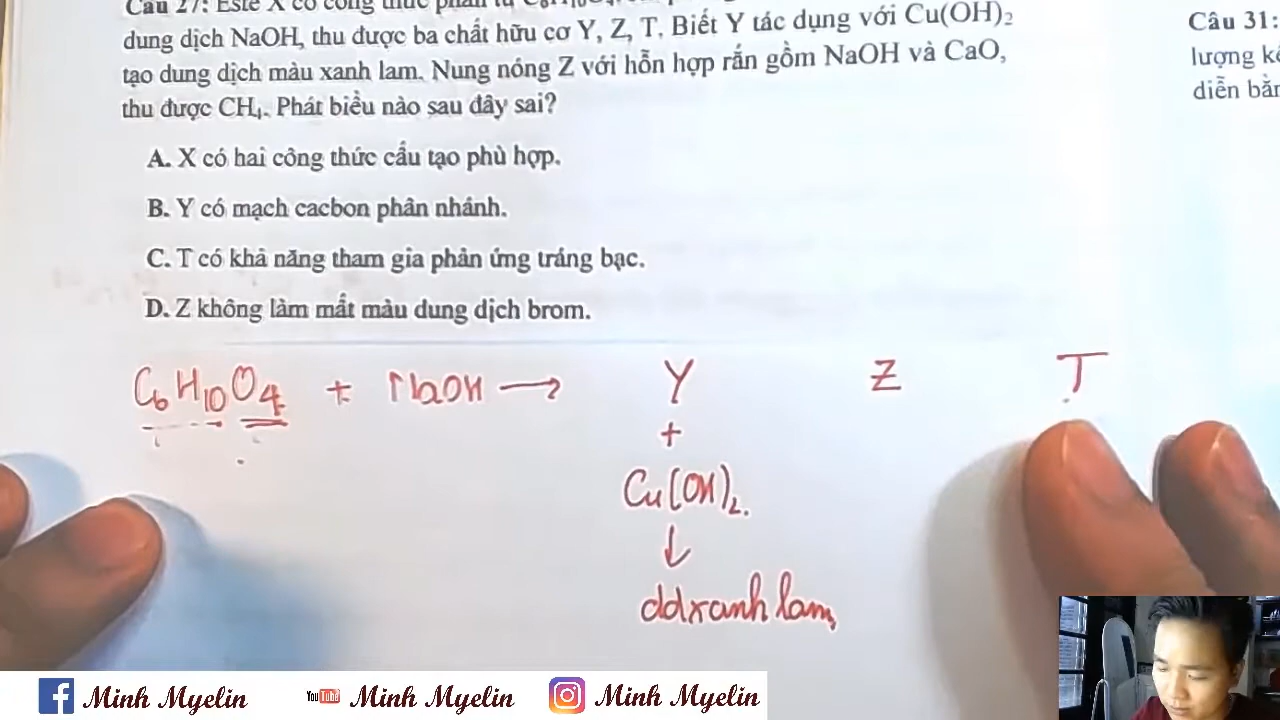 Câu 27: Este X có công thức phân tử
dung dịch NaOH, thu được ba chất hữu cơ Y, Z, T. Biết Y tác dụng với Cu(OH)2
tạo dung dịch màu xanh lam. Nung nóng Z với hỗn hợp rắn gồm NaOH và CaO,
thu được CH4. Phát biểu nào sau đây sai?
A. X có hai công thức cấu tạo phù hợp.
B. Y có mạch cacbon phân nhánh.
C. T có khả năng tham gia phản ứng tráng bạc.
D. Z không làm mất màu dung dịch brom.
Câu 31:
lượng
diễn
C6H10O4 + NaOH → Y Z T
+
Cu(OH)2.
↓
ddxanh lam,
Minh Myelin
YouTube Minh Myelin
Minh Myelin